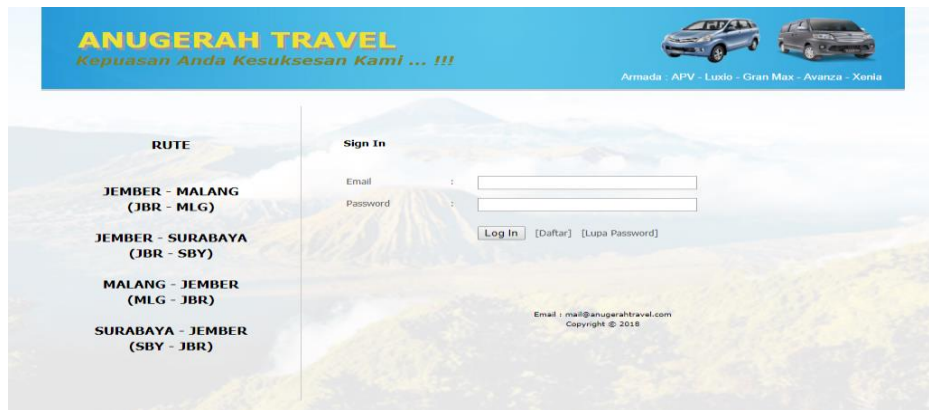 ANUGERAH TRAVEL
Kepuasan Anda Kesuksesan Kami ... !!!
Armada : APV - Luxio - Gran Max - Avanza - Xenia
RUTE
JEMBER - MALANG
(JBR - MLG)
JEMBER - SURABAYA
(JBR - SBY)
MALANG - JEMBER
(MLG - JBR)
SURABAYA - JEMBER
(SBY - JBR)
Sign In
Email :
Password :
Log In [Daftar] [Lupa Password]
Email : mail@anugerahtravel.com
Copyright © 2018